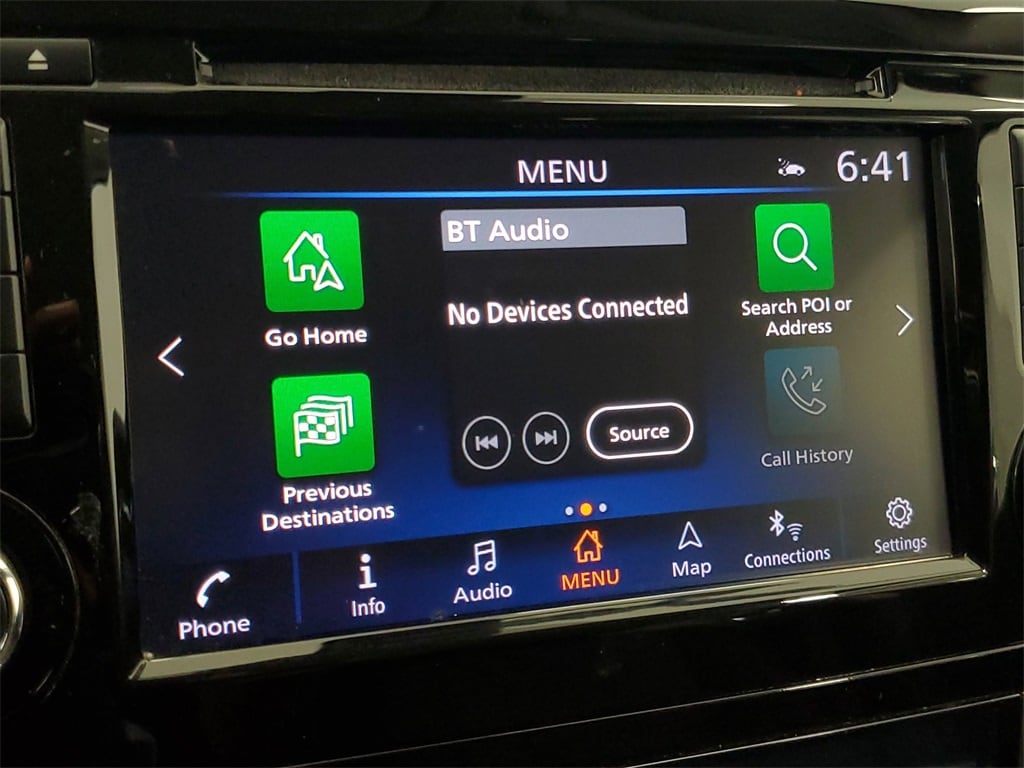 MENU
6:41
BT Audio
No Devices Connected
Go Home
Search POI or
Address
Source
Previous
Destinations
Call History
Phone
Info
Audio
MENU
Map
Connections
Settings